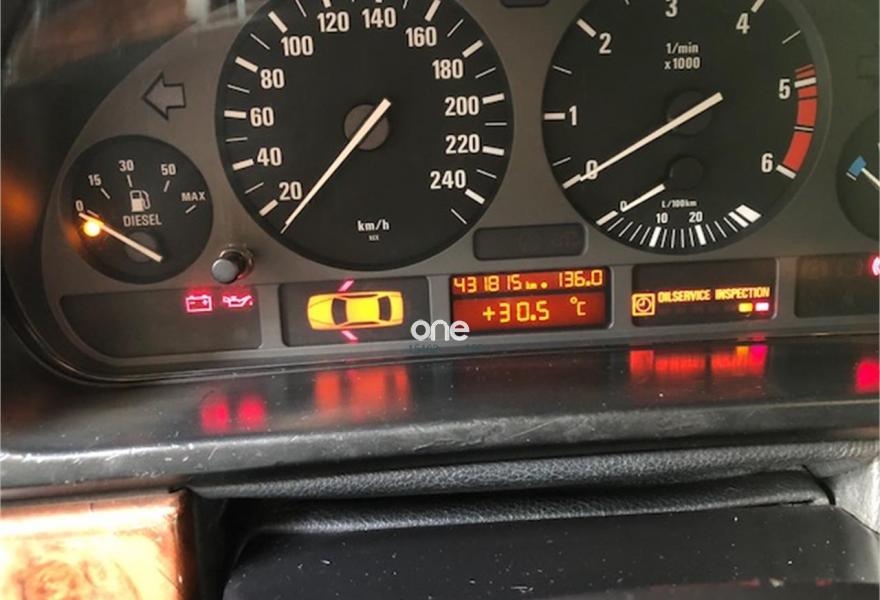 20 40 60 80 100 120 140 160 180 200 220 240
km/h
0 1 2 3 4 5 6
1/min
x1000
0 10 20
L/100km
0 15 30 50 MAX
DIESEL
431815km. 136.0
+30.5 °C
OILSERVICE INSPECTION
one